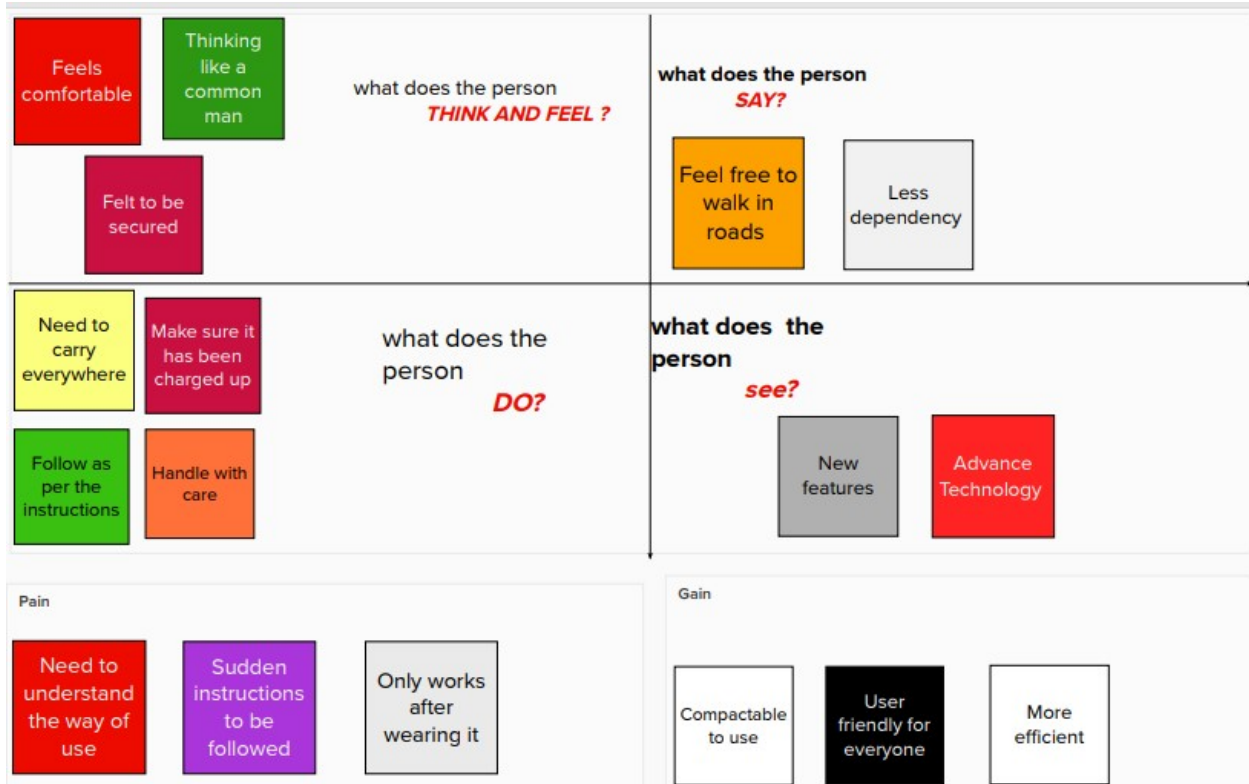 Feels
comfortable
Thinking
like a
common
man
what does the person
THINK AND FEEL ?
Felt to be
secured
what does the person
SAY?
Feel free to
walk in
roads
Less
dependency
Need to
carry
everywhere
Make sure it
has been
charged up
what does the
person
DO?
Follow as
per the
instructions
Handle with
care
what does the
person
see?
New
features
Advance
Technology
Pain
Need to
understand
the way of
use
Sudden
instructions
to be
followed
Only works
after
wearing it
Gain
Compactable
to use
User
friendly for
everyone
More
efficient